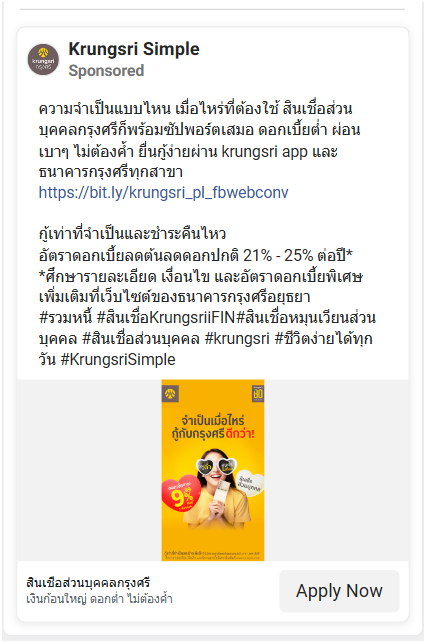 Krungsri Simple
Sponsored
krungsri
กรุงศรี
ความจำเป็นแบบไหน เมื่อไหร่ที่ต้องใช้ สินเชื่อส่วน
บุคคลกรุงศรีก็พร้อมซัปพอร์ตเสมอ ดอกเบี้ยต่ำ ผ่อน
เบาๆ ไม่ต้องค้ำ ยื่นกู้ง่ายผ่าน krungsri app และ
ธนาคารกรุงศรีทุกสาขา
https://bit.ly/krungsri_pl_fbwebconv
กู้เท่าที่จำเป็นและชำระคืนไหว
อัตราดอกเบี้ยลดต้นลดดอกปกติ 21% - 25% ต่อปี*
*ศึกษารายละเอียด เงื่อนไข และอัตราดอกเบี้ยพิเศษ
เพิ่มเติมที่เว็บไซต์ของธนาคารกรุงศรีอยุธยา
#รวมหนี้ #สินเชื่อKrungsriiFIN#สินเชื่อหมุนเวียนส่วน
บุคคล #สินเชื่อส่วนบุคคล #krungsri #ชีวิตง่ายได้ทุก
วัน #KrungsriSimple
จำเป็นเมื่อไหร่
กู้กับกรุงศรีดีกว่า!
9%
สินเชื่อส่วนบุคคลกรุงศรี
เงินก้อนใหญ่ ดอกต่ำ ไม่ต้องค้ำ
Apply Now